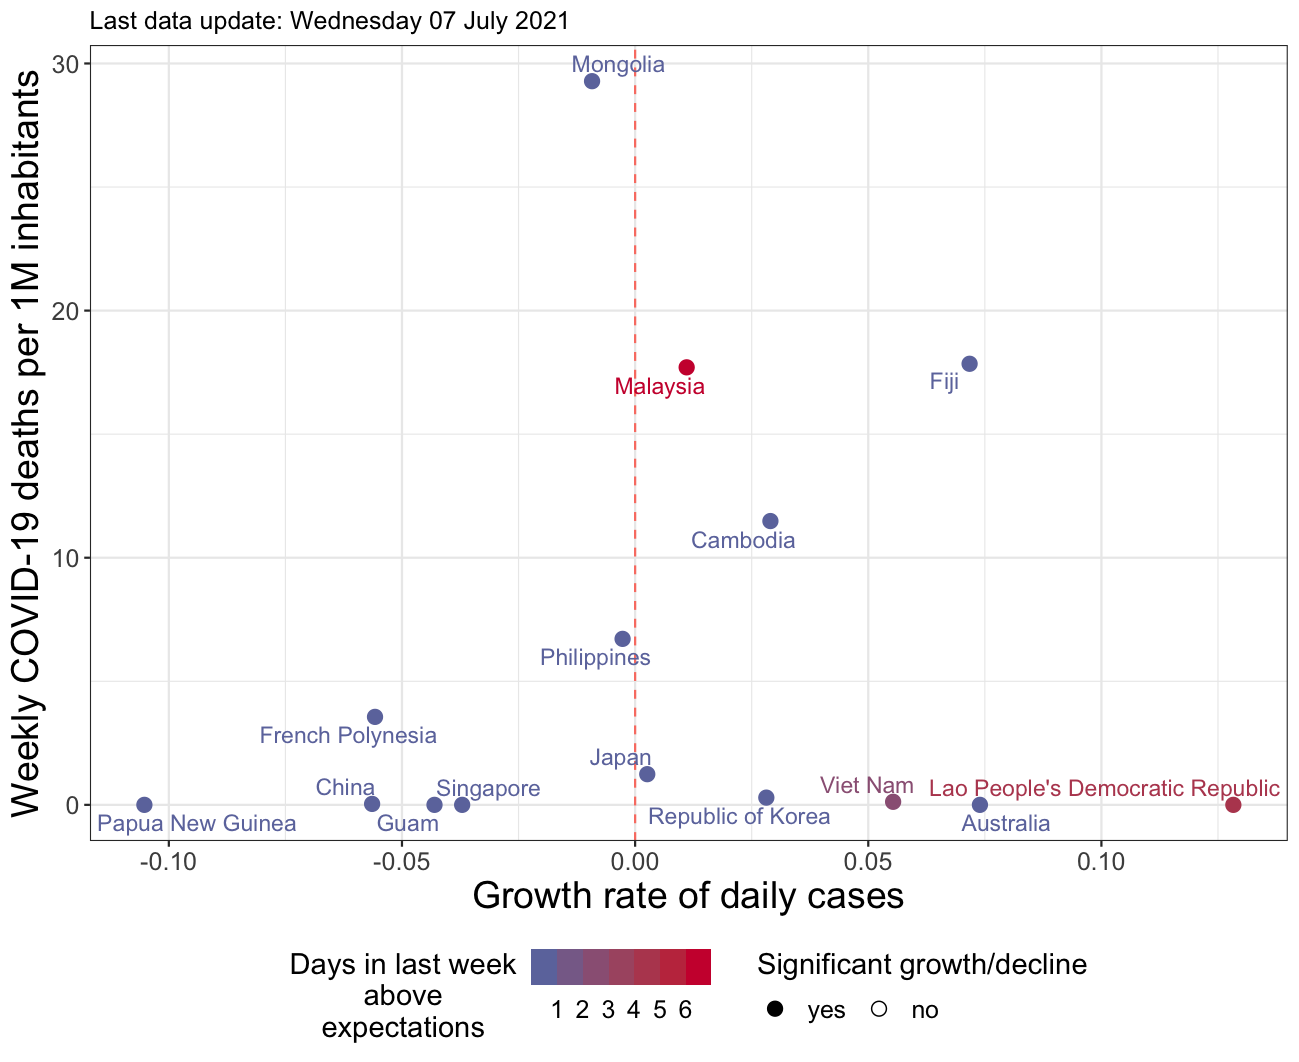 Last data update: Wednesday 07 July 2021
Weekly COVID-19 deaths per 1M inhabitants
30
20
10
0
Mongolia
Malaysia
Fiji
Cambodia
Philippines
French Polynesia
Japan
China
Singapore
Viet Nam
Lao People's Democratic Republic
Papua New Guinea
Guam
Republic of Korea
Australia
-0.10
-0.05
0.00
0.05
0.10
Growth rate of daily cases
Days in last week
above
expectations
1 2 3 4 5 6
Significant growth/decline
yes
no